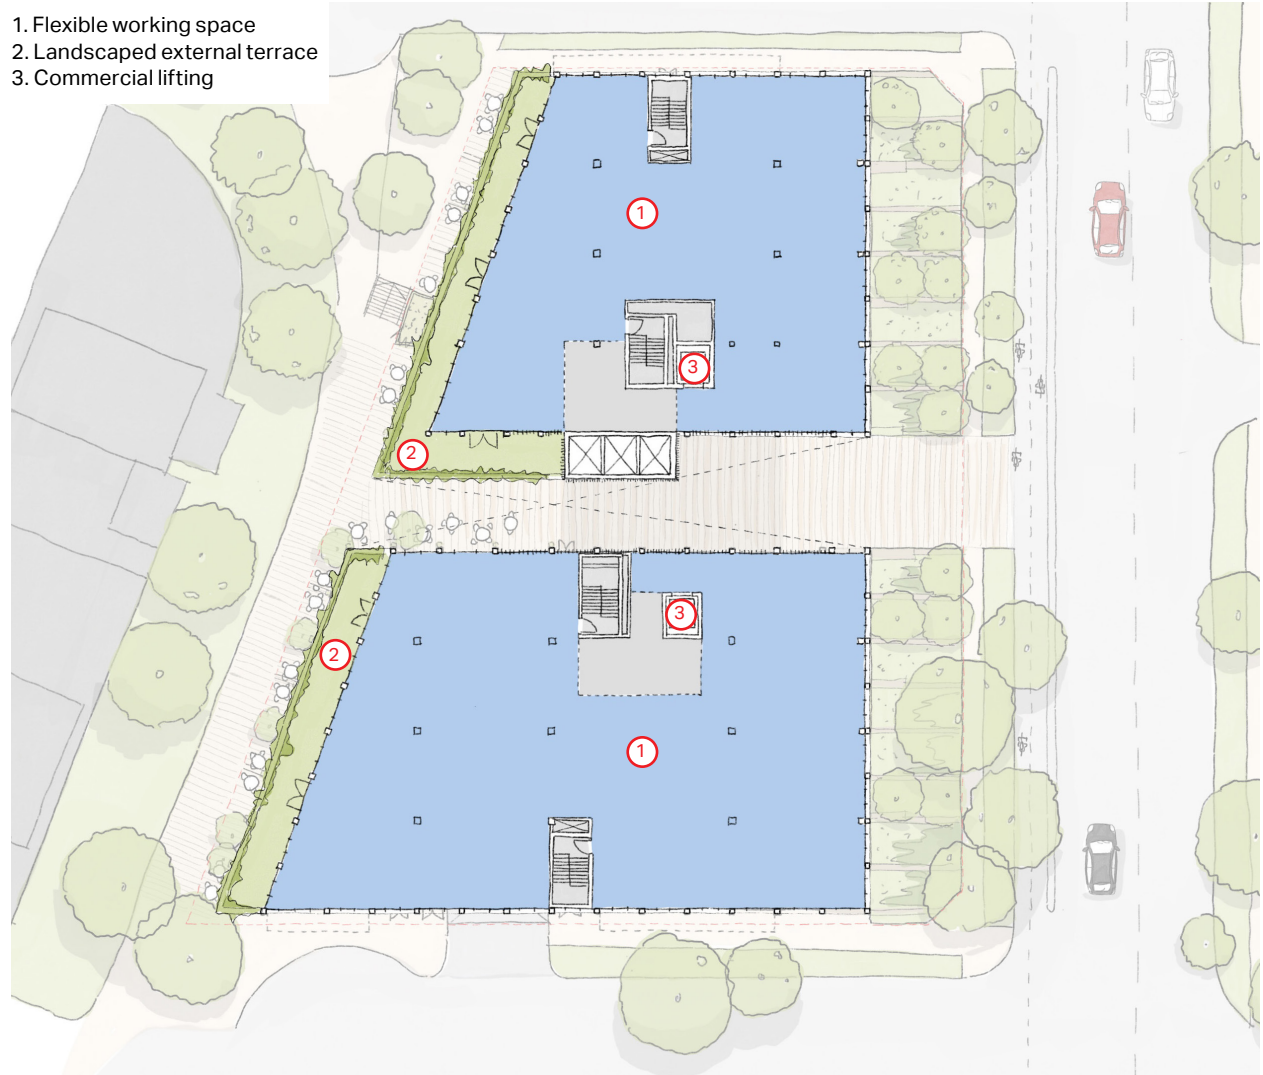 1. Flexible working space
2. Landscaped external terrace
3. Commercial lifting
1
3
2
3
2
1